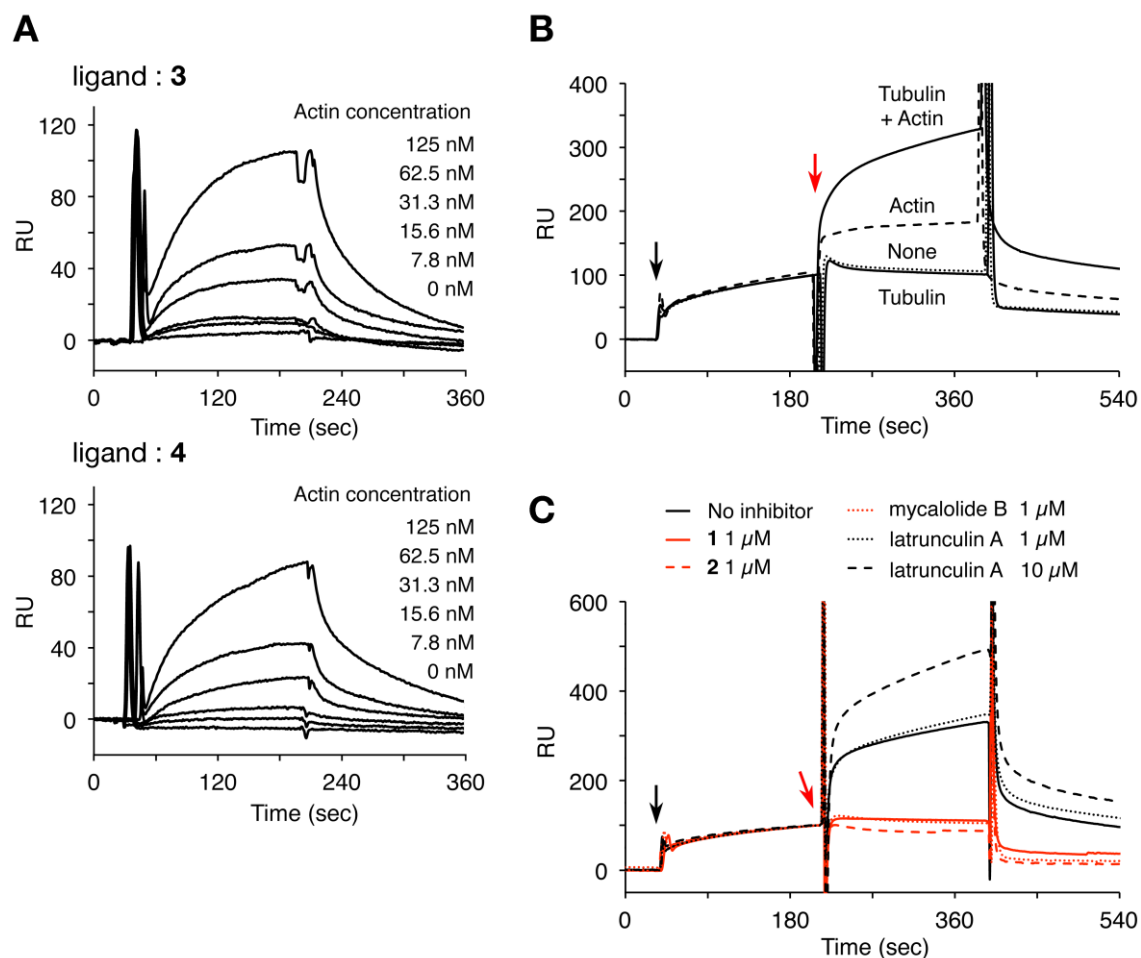 A
ligand : 3
Actin concentration
125 nM
62.5 nM
31.3 nM
15.6 nM
7.8 nM
0 nM
120
80
40
0
RU
0 120 240 360
Time (sec)
ligand : 4
Actin concentration
125 nM
62.5 nM
31.3 nM
15.6 nM
7.8 nM
0 nM
120
80
40
0
RU
0 120 240 360
Time (sec)
B
400
300
200
100
0
RU
Tubulin
+ Actin
Actin
None
Tubulin
0 180 360 540
Time (sec)
C
No inhibitor
1 1 µM
2 1 µM
mycalolide B 1 µM
latrunculin A 1 µM
latrunculin A 10 µM
600
400
200
0
RU
0 180 360 540
Time (sec)